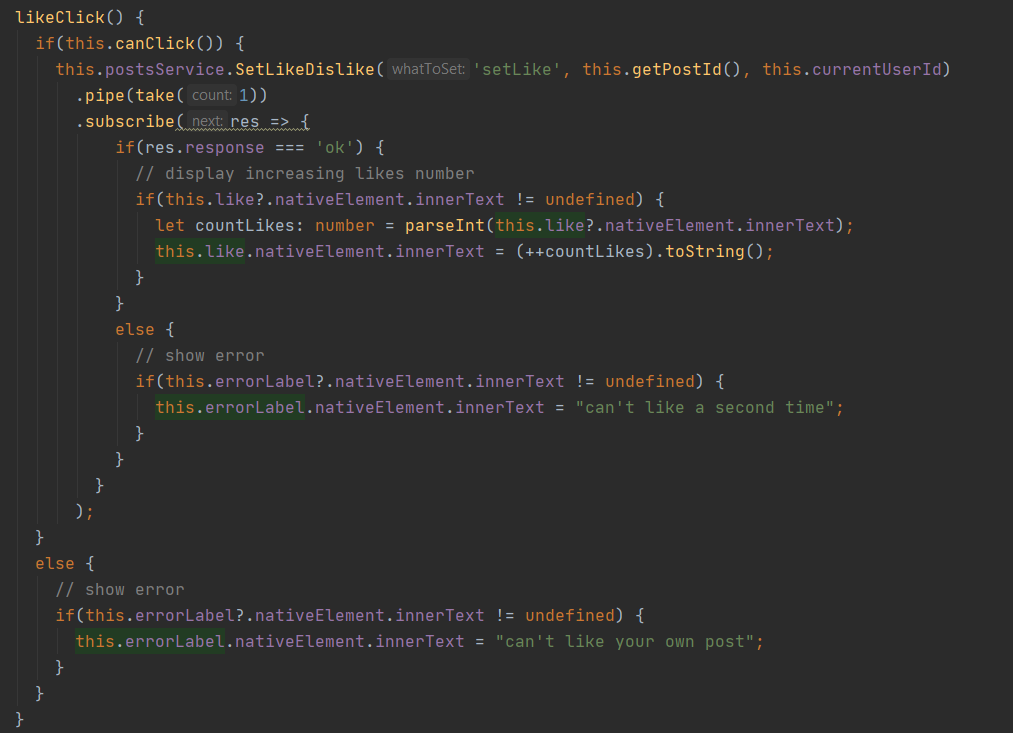 likeClick() {
if(this.canClick()) {
this.postsService.SetLikeDislike( whatToSet: 'setLike', this.getPostId(), this.currentUserId)
.pipe(take( count: 1))
.subscribe( next: res => {
if(res.response === 'ok') {
// display increasing likes number
if(this.like?.nativeElement.innerText != undefined) {
let countLikes: number = parseInt(this.like?.nativeElement.innerText);
this.like.nativeElement.innerText = (++countLikes).toString();
}
}
else {
// show error
if(this.errorLabel?.nativeElement.innerText != undefined) {
this.errorLabel.nativeElement.innerText = "can't like a second time";
}
}
}
);
}
else {
// show error
if(this.errorLabel?.nativeElement.innerText != undefined) {
this.errorLabel.nativeElement.innerText = "can't like your own post";
}
}
}